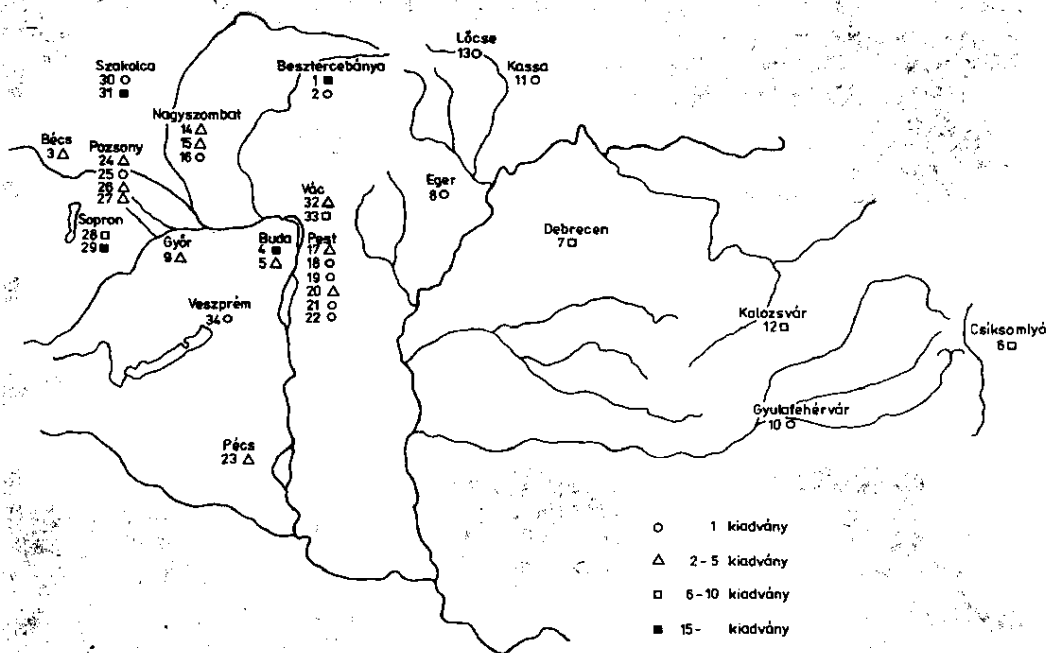 Lőcse
13 ○
Szakolca
30 ○
31 ■
Besztercebánya
1 ■
2 ○
Kassa
11 ○
Nagyszombat
14 △
15 △
16 ○
Bécs
3 △
Pozsony
24 △
25 ○
26 △
27 △
Eger
8 ○
Vác
32 △
33 □
Sopron
28 □
29 ■
Győr
9 △
Buda
4 ■
5 △
Pest
17 △
18 ○
19 ○
20 △
21 ○
22 ○
Debrecen
7 □
Veszprém
34 ○
Kolozsvár
12 □
Csíksomlyó
6 □
Gyulafehérvár
10 ○
Pécs
23 △
○ 1 kiadvány
△ 2-5 kiadvány
□ 6-10 kiadvány
■ 15- kiadvány